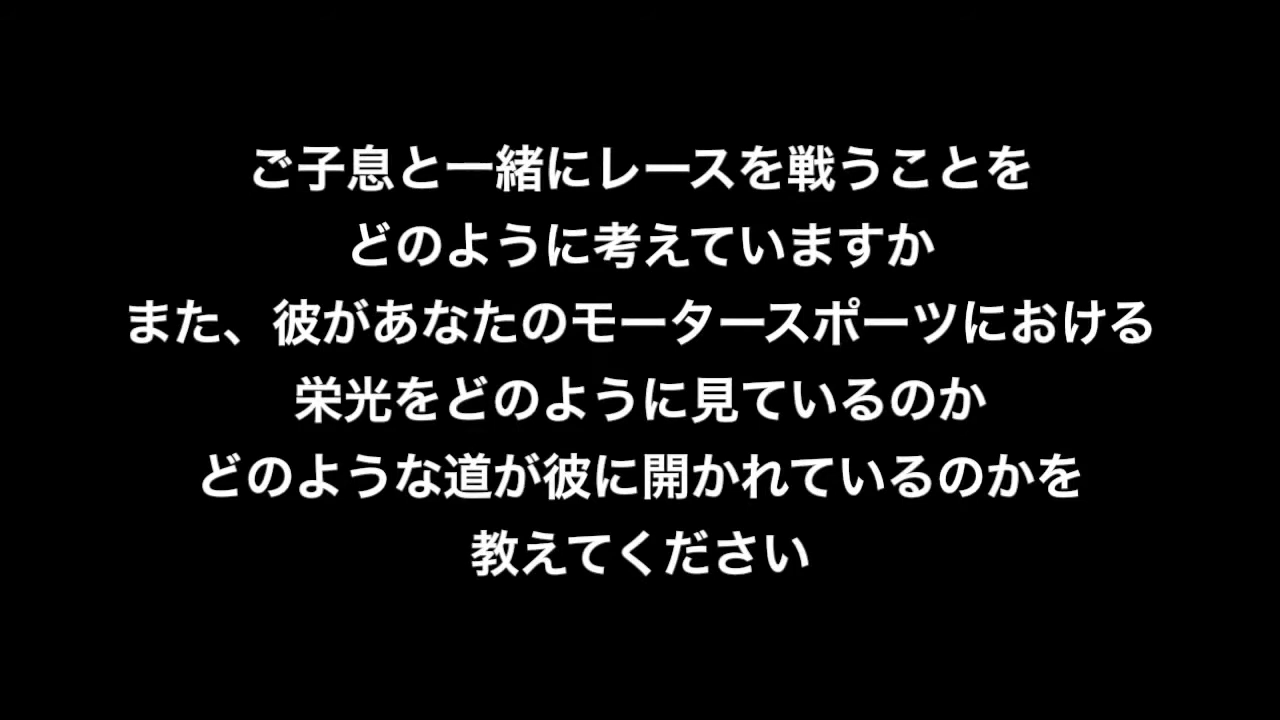 ご子息と一緒にレースを戦うことを
どのように考えていますか
また、彼があなたのモータースポーツにおける
栄光をどのように見ているのか
どのような道が彼に開かれているのかを
教えてください